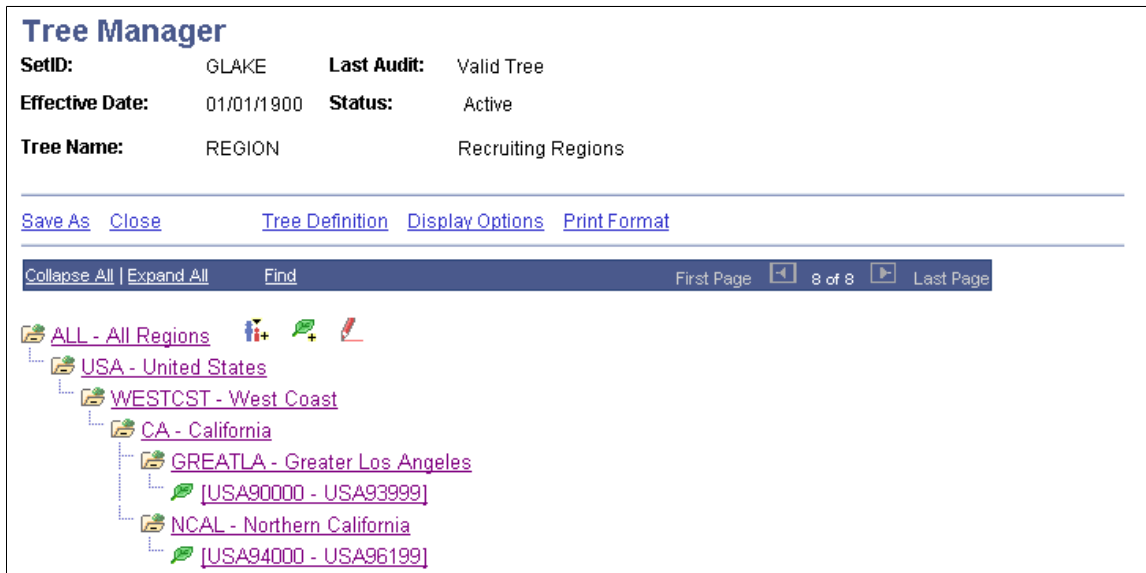 Tree Manager
SetID: GLAKE Last Audit: Valid Tree
Effective Date: 01/01/1900 Status: Active
Tree Name: REGION Recruiting Regions
Save As Close Tree Definition Display Options Print Format
Collapse All | Expand All Find First Page 8 of 8 Last Page
ALL - All Regions
USA - United States
WESTCST - West Coast
CA - California
GREATLA - Greater Los Angeles
[USA90000 - USA93999]
NCAL - Northern California
[USA94000 - USA96199]